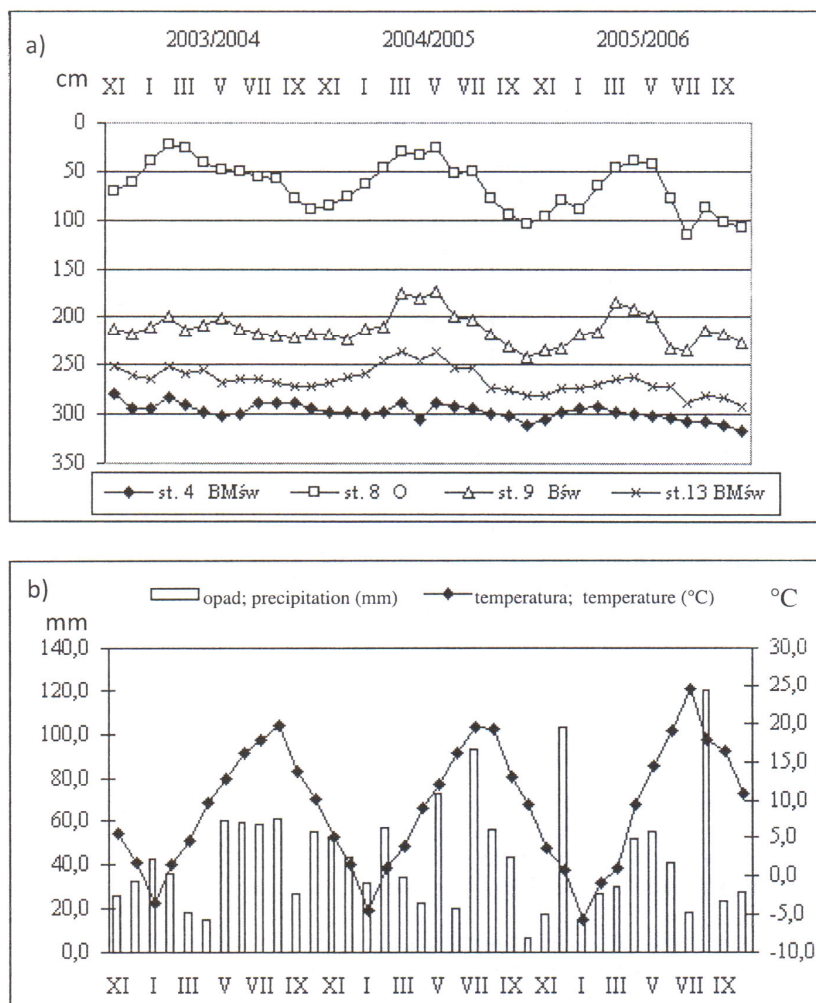 a)
2003/2004 2004/2005 2005/2006
cm XI I III V VII IX XI I III V VII IX XI I III V VII IX
0
50
100
150
200
250
300
350
st. 4 BMśw st. 8 O st. 9 Bśw st.13 BMśw
b)
opad; precipitation (mm) temperatura; temperature (°C) °C
mm
140,0 30,0
120,0 25,0
100,0 20,0
80,0 15,0
60,0 10,0
40,0 5,0
20,0 0,0
0,0 -5,0
-10,0
XI I III V VII IX XI I III V VII IX XI I III V VII IX